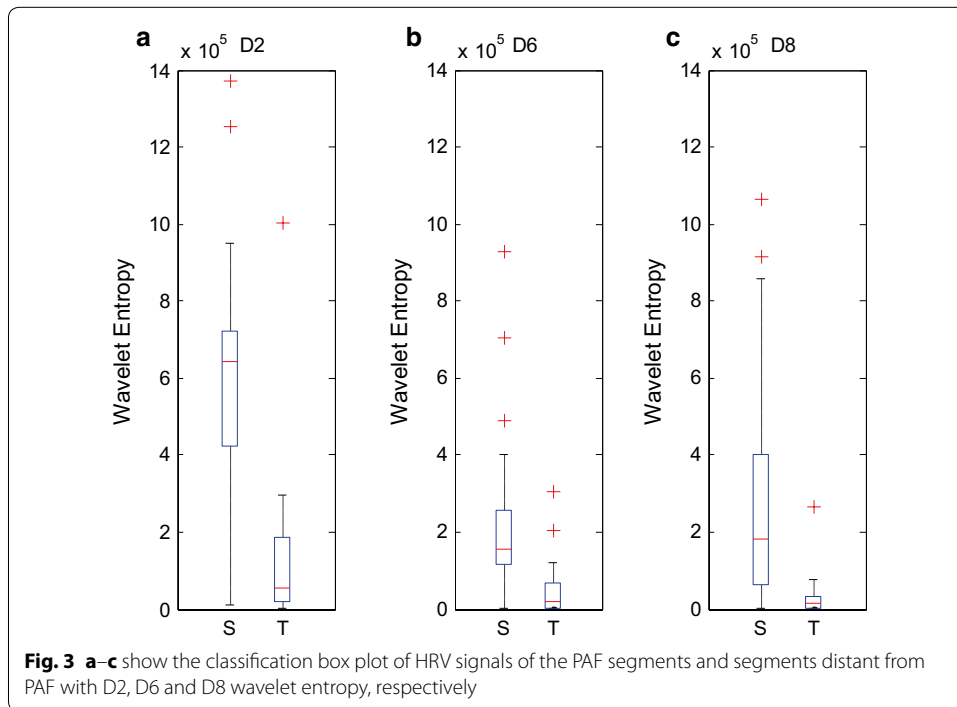 a b c
x 10^5 D2 x 10^5 D6 x 10^5 D8
14 14 14
12 12 12
10 10 10
8 8 8
6 6 6
4 4 4
2 2 2
0 0 0
Wavelet Entropy Wavelet Entropy Wavelet Entropy
S T S T S T
Fig. 3 a–c show the classification box plot of HRV signals of the PAF segments and segments distant from
PAF with D2, D6 and D8 wavelet entropy, respectively